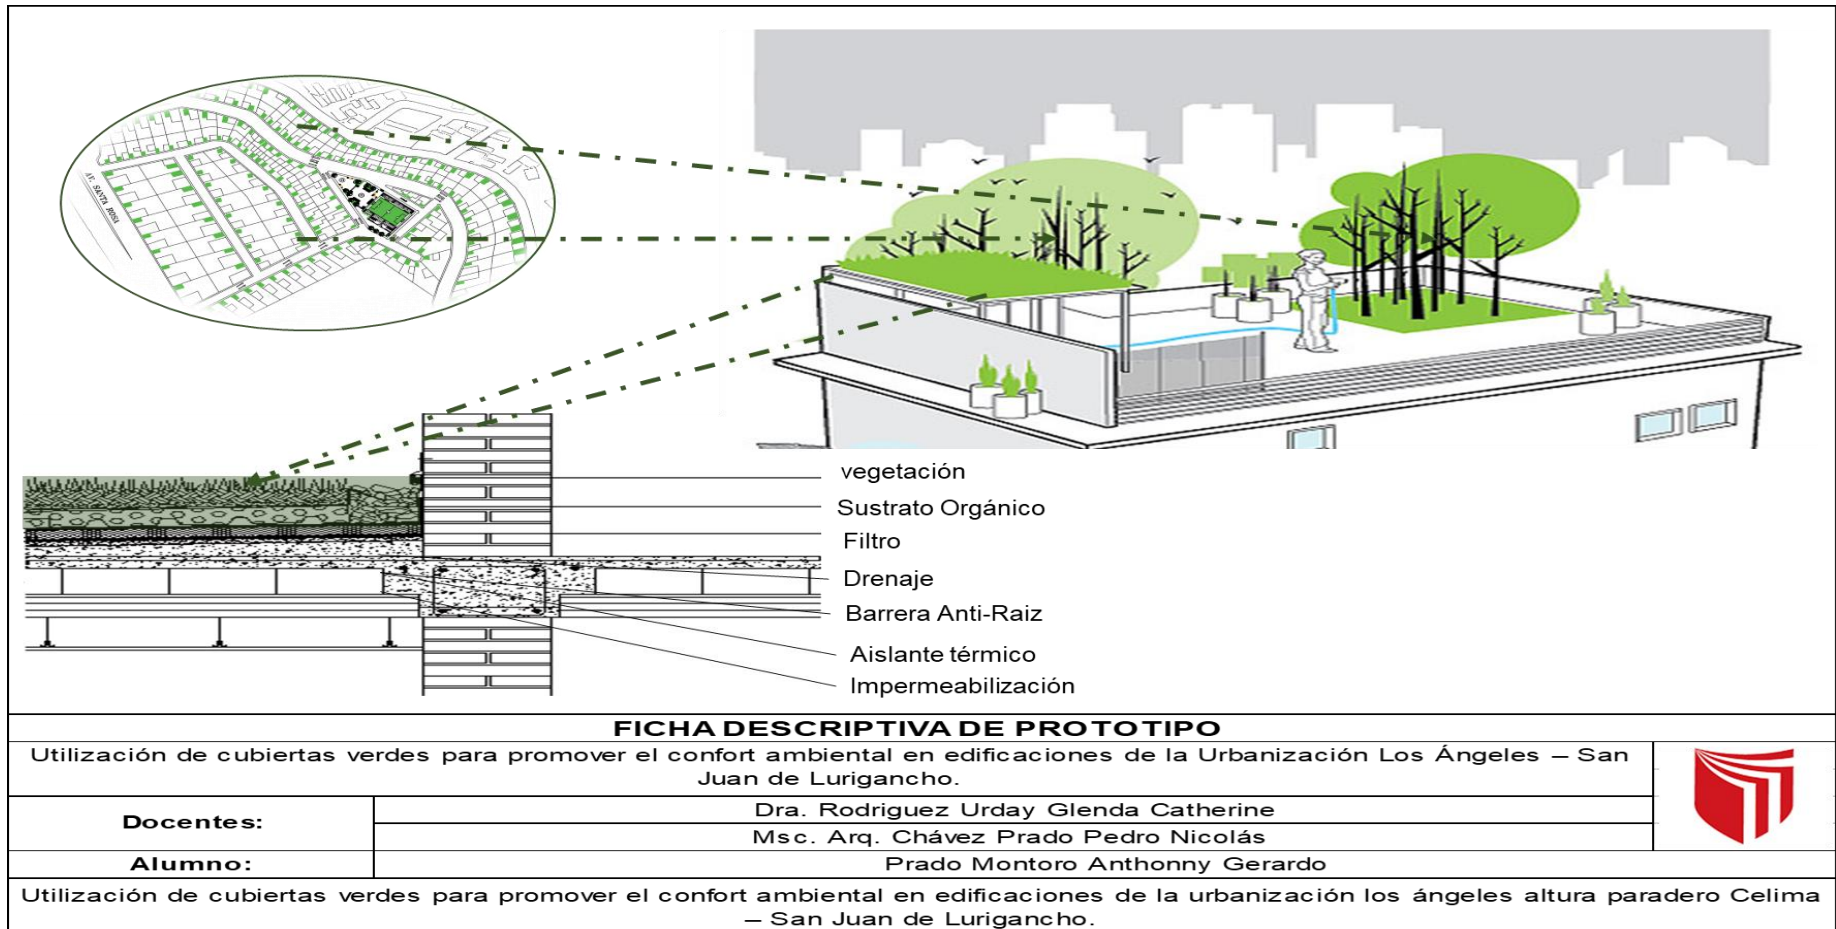 AV. SANTA ROSA
vegetación
Sustrato Orgánico
Filtro
Drenaje
Barrera Anti-Raiz
Aislante térmico
Impermeabilización
FICHA DESCRIPTIVA DE PROTOTIPO
Utilización de cubiertas verdes para promover el confort ambiental en edificaciones de la Urbanización Los Ángeles – San
Juan de Lurigancho.
Docentes:
Dra. Rodriguez Urday Glenda Catherine
Msc. Arq. Chávez Prado Pedro Nicolás
Alumno:
Prado Montoro Anthonny Gerardo
Utilización de cubiertas verdes para promover el confort ambiental en edificaciones de la urbanización los ángeles altura paradero Celima
– San Juan de Lurigancho.